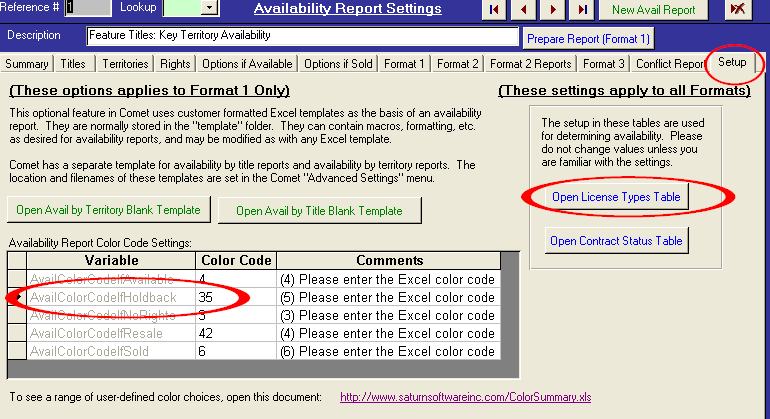 Reference # 1 Lookup Availability Report Settings New Avail Report
Description Feature Titles: Key Territory Availability Prepare Report (Format 1)
Summary Titles Territories Rights Options if Available Options if Sold Format 1 Format 2 Format 2 Reports Format 3 Conflict Report Setup
(These options applies to Format 1 Only)
(These settings apply to all Formats)
This optional feature in Comet uses customer formatted Excel templates as the basis of an availability
report. They are normally stored in the "template" folder. They can contain macros, formatting, etc.
as desired for availability reports, and may be modified as with any Excel template.
Comet has a separate template for availability by title reports and availability by territory reports. The
location and filenames of these templates are set in the Comet "Advanced Settings" menu.
The setup in these tables are used
for determining availability. Please
do not change values unless you
are familiar with the settings.
Open License Types Table
Open Contract Status Table
Open Avail by Territory Blank Template Open Avail by Title Blank Template
Availability Report Color Code Settings:
Variable Color Code Comments
AvailColorCodeIfAvailable 4 (4) Please enter the Excel color code
AvailColorCodeIfHoldback 35 (5) Please enter the Excel color code
AvailColorCodeIfNoRights 3 (3) Please enter the Excel color code
AvailColorCodeIfResale 42 (4) Please enter the Excel color code
AvailColorCodeIfSold 6 (6) Please enter the Excel color code
To see a range of user-defined color choices, open this document: http://www.saturnsoftwareinc.com/ColorSummary.xls